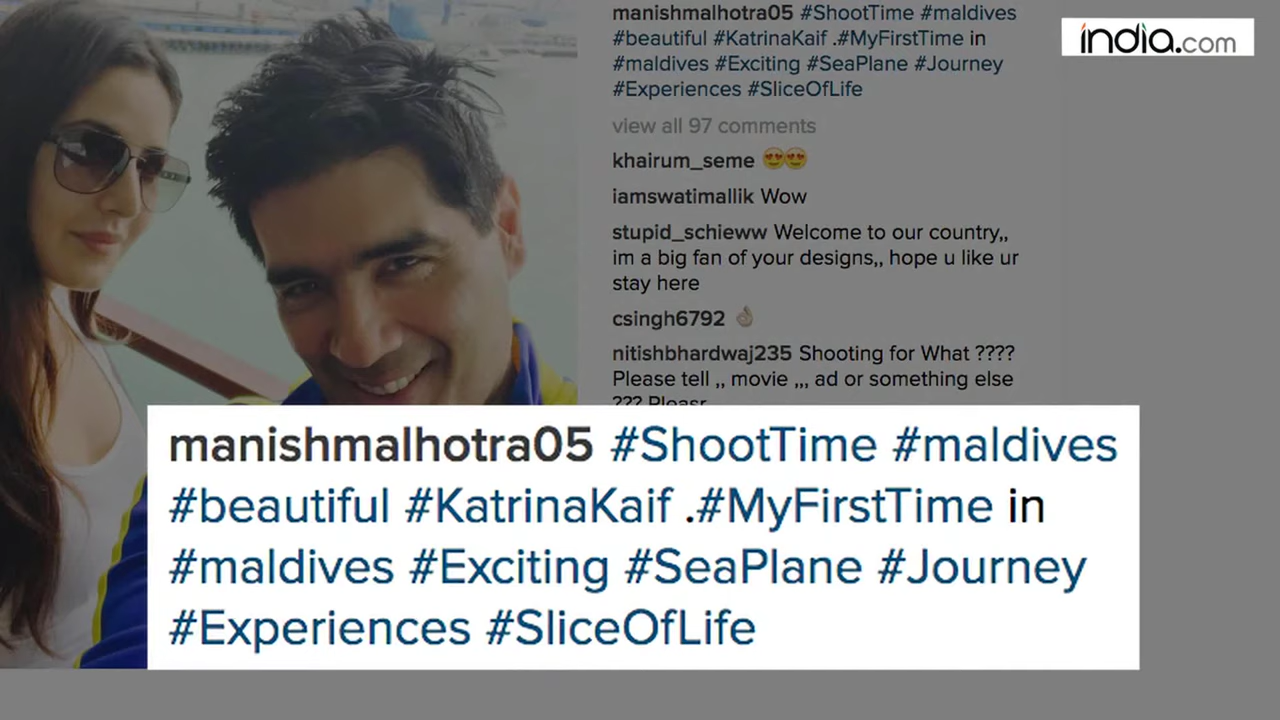 manishmalhotra05 #ShootTime #maldives
#beautiful #KatrinaKaif .#MyFirstTime in
#maldives #Exciting #SeaPlane #Journey
#Experiences #SliceOfLife
india.com
view all 97 comments
khairum_seme 😍😍
iamswatimallik Wow
stupid_schieww Welcome to our country,,
im a big fan of your designs,, hope u like ur
stay here
csingh6792 👌🏼
nitishbhardwaj235 Shooting for What ????
Please tell ,, movie ,,, ad or something else
??? Pleasr
manishmalhotra05 #ShootTime #maldives
#beautiful #KatrinaKaif .#MyFirstTime in
#maldives #Exciting #SeaPlane #Journey
#Experiences #SliceOfLife